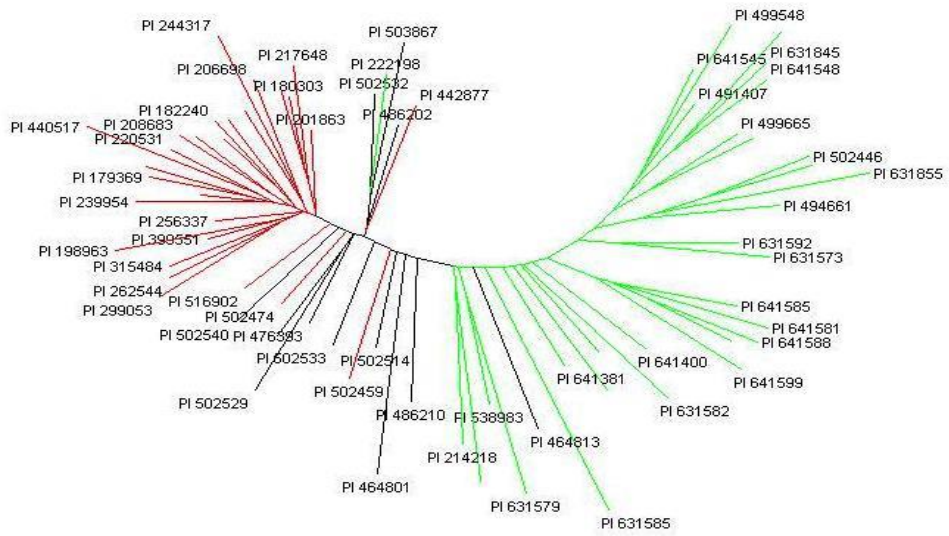 PI 499548
PI 244317
PI 503867
PI 217648
PI 631845
PI 641545
PI 222198
PI 206698
PI 641548
PI 502532
PI 180303
PI 491407
PI 442877
PI 182240
PI 486202
PI 201863
PI 499665
PI 208683
PI 440517
PI 220531
PI 502446
PI 631855
PI 179369
PI 239954
PI 494661
PI 256337
PI 399551
PI 631592
PI 198963
PI 631573
PI 315484
PI 262544
PI 516902
PI 299053
PI 641585
PI 502474
PI 641581
PI 502540
PI 476393
PI 641588
PI 502533
PI 502514
PI 641400
PI 641381
PI 641599
PI 502459
PI 502529
PI 631582
PI 486210
PI 538983
PI 464813
PI 214218
PI 464801
PI 631579
PI 631585